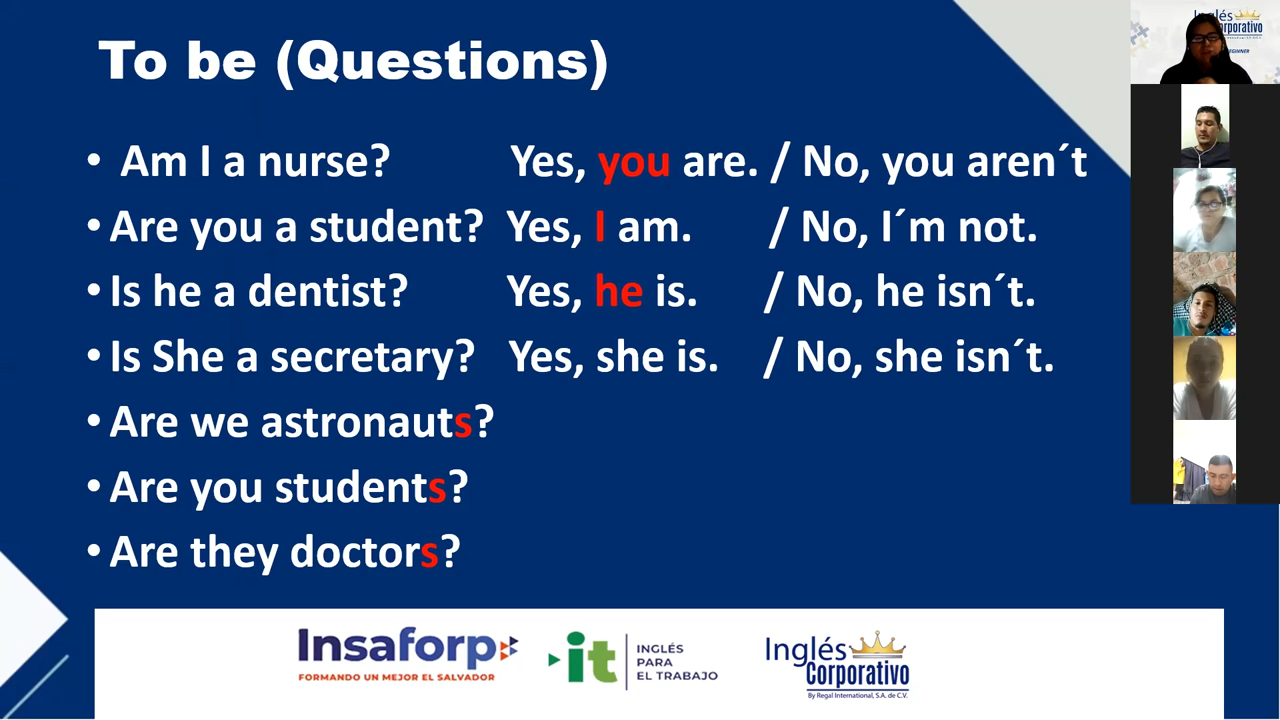 To be (Questions)
• Am I a nurse? Yes, you are. / No, you aren´t
• Are you a student? Yes, I am. / No, I´m not.
• Is he a dentist? Yes, he is. / No, he isn´t.
• Is She a secretary? Yes, she is. / No, she isn´t.
• Are we astronauts?
• Are you students?
• Are they doctors?
Insaforp
FORMANDO UN MEJOR EL SALVADOR
it
INGLÉS
PARA
EL TRABAJO
Inglés
Corporativo
By Regal International, S.A. de C.V.
Inglés
Corporativo